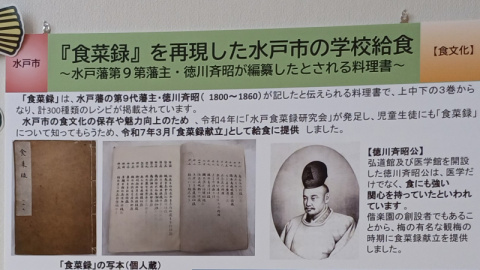 水戸市
『食菜録』を再現した水戸市の学校給食
～水戸藩第９第藩主・徳川斉昭が編纂したとされる料理書～
【食文化】
「食菜録」は、水戸藩の第9代藩主・徳川斉昭（ 1800～1860）が記したと伝えられる料理書で、上中下の３巻から
なり、計300種類のレシピが掲載されています。
水戸市の食文化の保存や魅力向上のため 、令和４年に「水戸食菜録研究会」が発足し、児童生徒にも「食菜録」
について知ってもらうため、令和7年3月「食菜録献立」として給食に提供 しました。
食菜録
【徳川斉昭公】
弘道館及び医学館を開設
した徳川斉昭公は、医学だ
けでなく、食にも強い
関心を持っていたといわれ
ています 。
偕楽園の創設者でもあるこ
とから、梅の有名な観梅の
時期に食菜録献立を提供
しました。
「食菜録」の写本（個人蔵）